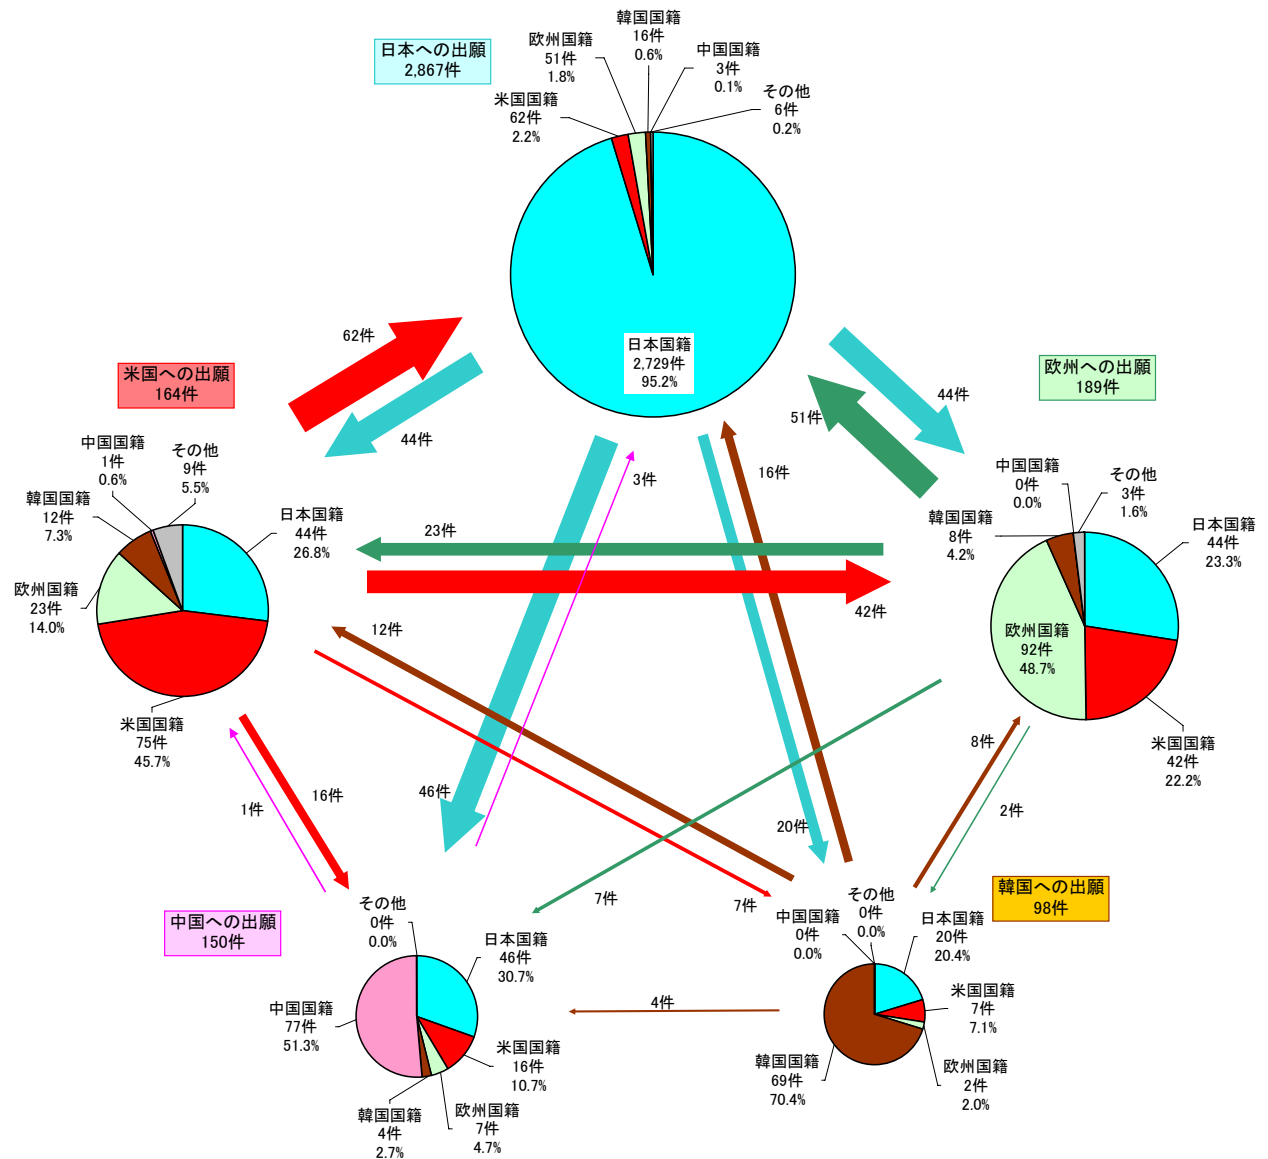 日本への出願
2,867件
韓国国籍
16件
0.6%
欧州国籍
51件
1.8%
中国国籍
3件
0.1%
米国国籍
62件
2.2%
その他
6件
0.2%
日本国籍
2,729件
95.2%
62件
44件
44件
51件
米国への出願
164件
欧州への出願
189件
中国国籍
1件
0.6%
その他
9件
5.5%
韓国国籍
12件
7.3%
日本国籍
44件
26.8%
欧州国籍
23件
14.0%
米国国籍
75件
45.7%
3件
16件
23件
42件
12件
中国国籍
0件
0.0%
その他
3件
1.6%
韓国国籍
8件
4.2%
日本国籍
44件
23.3%
欧州国籍
92件
48.7%
米国国籍
42件
22.2%
1件
16件
46件
20件
8件
2件
7件
7件
中国への出願
150件
その他
0件
0.0%
日本国籍
46件
30.7%
中国国籍
77件
51.3%
米国国籍
16件
10.7%
韓国国籍
4件
2.7%
欧州国籍
7件
4.7%
4件
韓国への出願
98件
その他
0件
0.0%
中国国籍
0件
0.0%
日本国籍
20件
20.4%
米国国籍
7件
7.1%
韓国国籍
69件
70.4%
欧州国籍
2件
2.0%